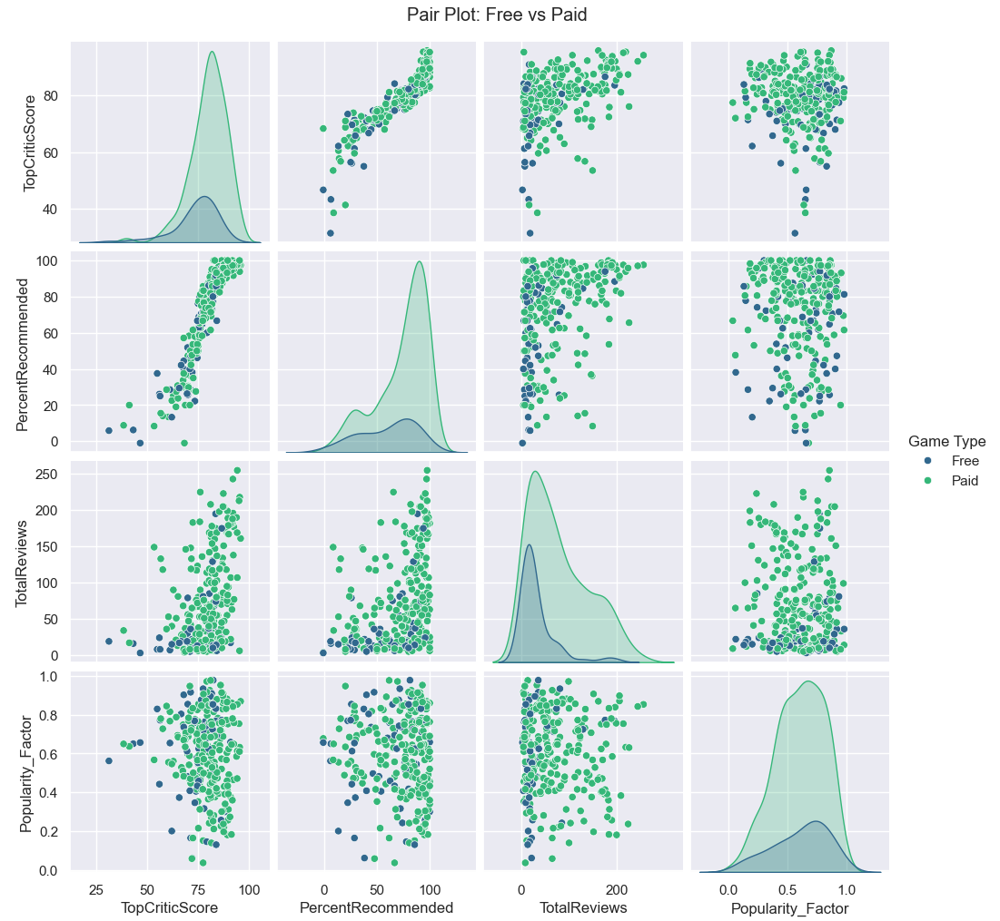 Pair Plot: Free vs Paid
TopCriticScore
80
60
40
PercentRecommended
100
80
60
40
20
0
Game Type
Free
Paid
TotalReviews
250
200
150
100
50
0
Popularity_Factor
1.0
0.8
0.6
0.4
0.2
0.0
25 50 75 100
0 50 100
0 200
0.0 0.5 1.0
TopCriticScore
PercentRecommended
TotalReviews
Popularity_Factor